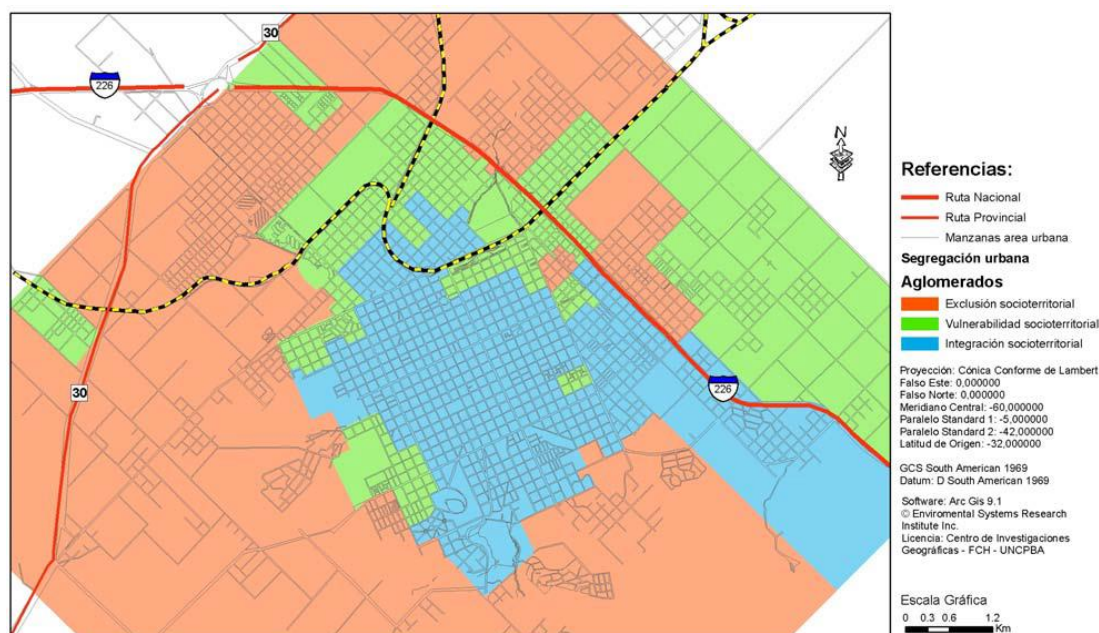 30
226
N
226
30
Referencias:
Ruta Nacional
Ruta Provincial
Manzanas area urbana
Segregación urbana
Aglomerados
Exclusión socioterritorial
Vulnerabilidad socioterritorial
Integración socioterritorial
Proyección: Cónica Conforme de Lambert
Falso Este: 0,000000
Falso Norte: 0,000000
Meridiano Central: -60,000000
Paralelo Standard 1: -5,000000
Paralelo Standard 2: -42,000000
Latitud de Origen: -32,000000
GCS South American 1969
Datum: D South American 1969
Software: Arc Gis 9.1
© Enviromental Systems Research
Institute Inc.
Licencia: Centro de Investigaciones
Geográficas - FCH - UNCPBA
Escala Gráfica
0 0.3 0.6 1.2
Km